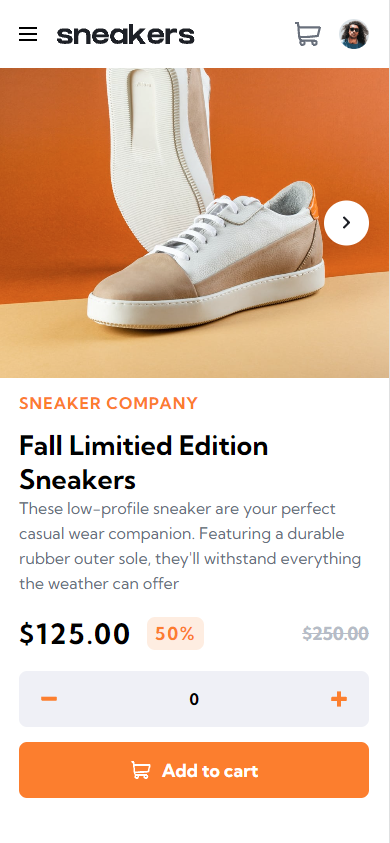 sneakers
SNEAKER COMPANY
Fall Limitied Edition
Sneakers
These low-profile sneaker are your perfect
casual wear companion. Featuring a durable
rubber outer sole, they'll withstand everything
the weather can offer
$125.00 50% $250.00
0
Add to cart